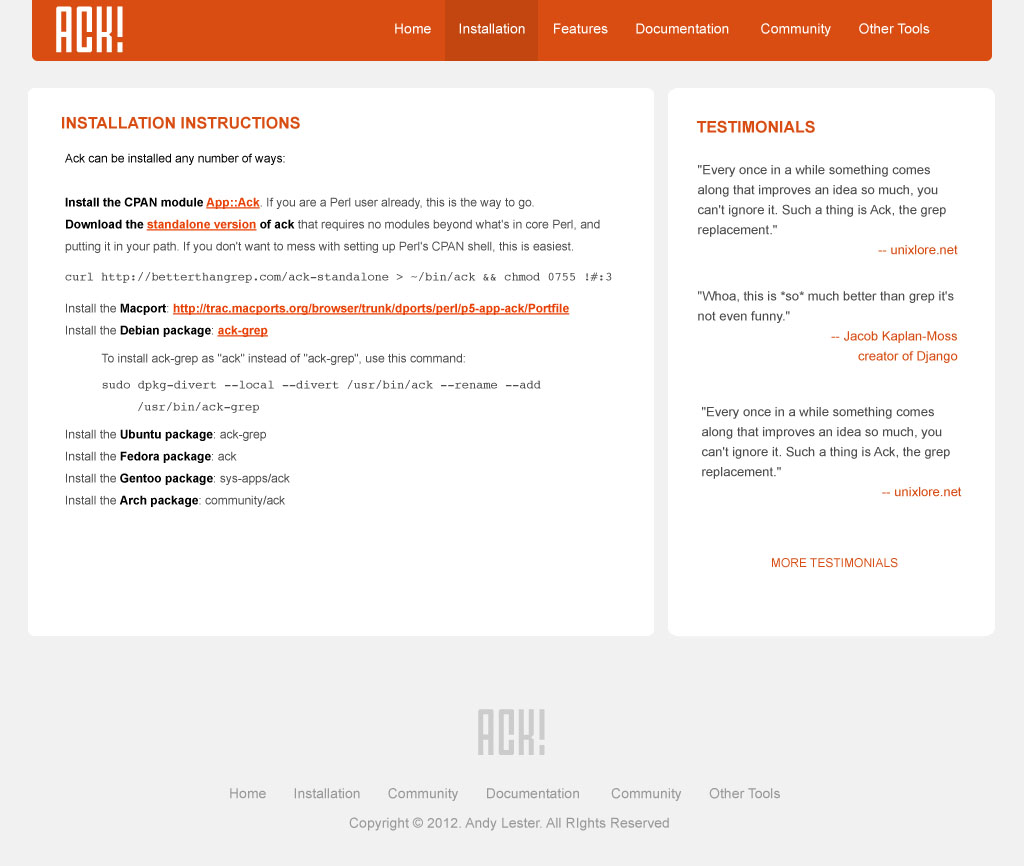 ACK!
Home Installation Features Documentation Community Other Tools
INSTALLATION INSTRUCTIONS
Ack can be installed any number of ways:
Install the CPAN module App::Ack. If you are a Perl user already, this is the way to go.
Download the standalone version of ack that requires no modules beyond what's in core Perl, and
putting it in your path. If you don't want to mess with setting up Perl's CPAN shell, this is easiest.
curl http://betterthangrep.com/ack-standalone > ~/bin/ack && chmod 0755 !#:3
Install the Macport: http://trac.macports.org/browser/trunk/dports/perl/p5-app-ack/Portfile
Install the Debian package: ack-grep
To install ack-grep as "ack" instead of "ack-grep", use this command:
sudo dpkg-divert --local --divert /usr/bin/ack --rename --add
/usr/bin/ack-grep
Install the Ubuntu package: ack-grep
Install the Fedora package: ack
Install the Gentoo package: sys-apps/ack
Install the Arch package: community/ack
TESTIMONIALS
"Every once in a while something comes
along that improves an idea so much, you
can't ignore it. Such a thing is Ack, the grep
replacement."
-- unixlore.net
"Whoa, this is *so* much better than grep it's
not even funny."
-- Jacob Kaplan-Moss
creator of Django
"Every once in a while something comes
along that improves an idea so much, you
can't ignore it. Such a thing is Ack, the grep
replacement."
-- unixlore.net
MORE TESTIMONIALS
ACK!
Home Installation Community Documentation Community Other Tools
Copyright © 2012. Andy Lester. All RIghts Reserved